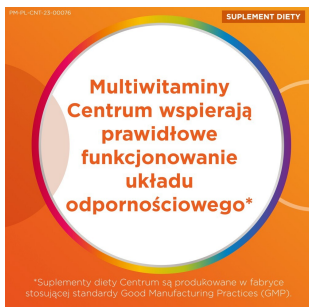 PM-PL-CNT-23-00076
SUPLEMENT DIETY
Multiwitaminy
Centrum wspierają
prawidłowe
funkcjonowanie
układu
odpornościowego*
*Suplementy diety Centrum są produkowane w fabryce
stosującej standardy Good Manufacturing Practices (GMP).